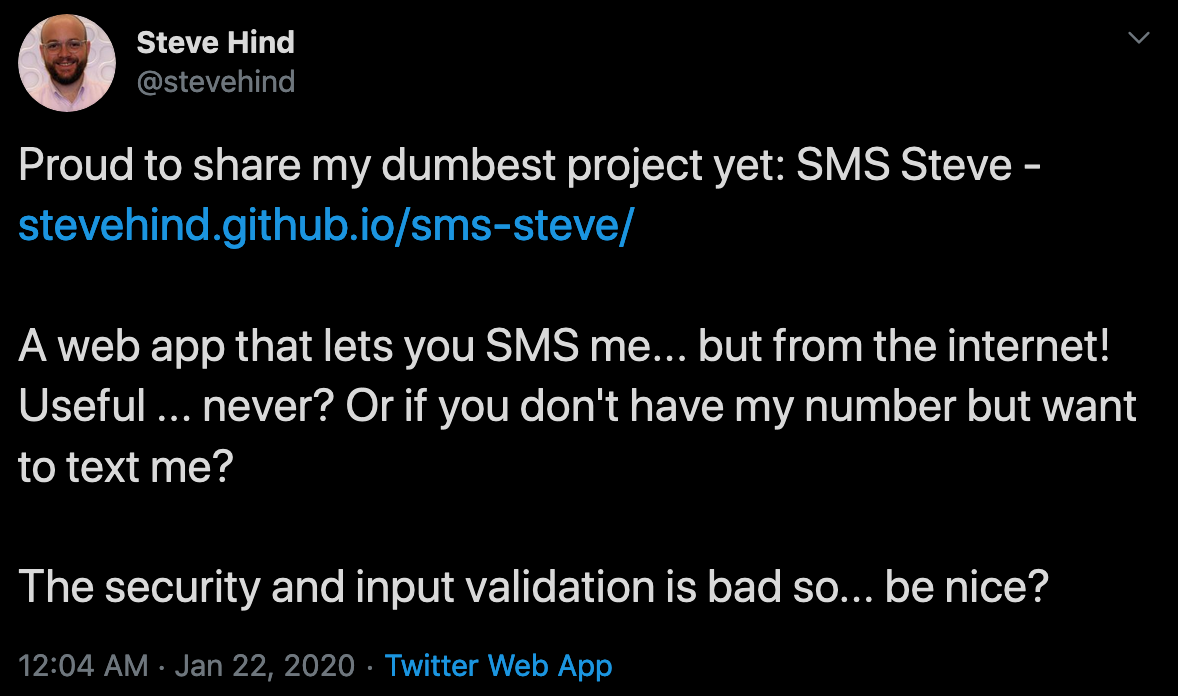 Steve Hind
@stevehind
Proud to share my dumbest project yet: SMS Steve -
stevehind.github.io/sms-steve/
A web app that lets you SMS me... but from the internet!
Useful ... never? Or if you don't have my number but want
to text me?
The security and input validation is bad so... be nice?
12:04 AM · Jan 22, 2020 · Twitter Web App